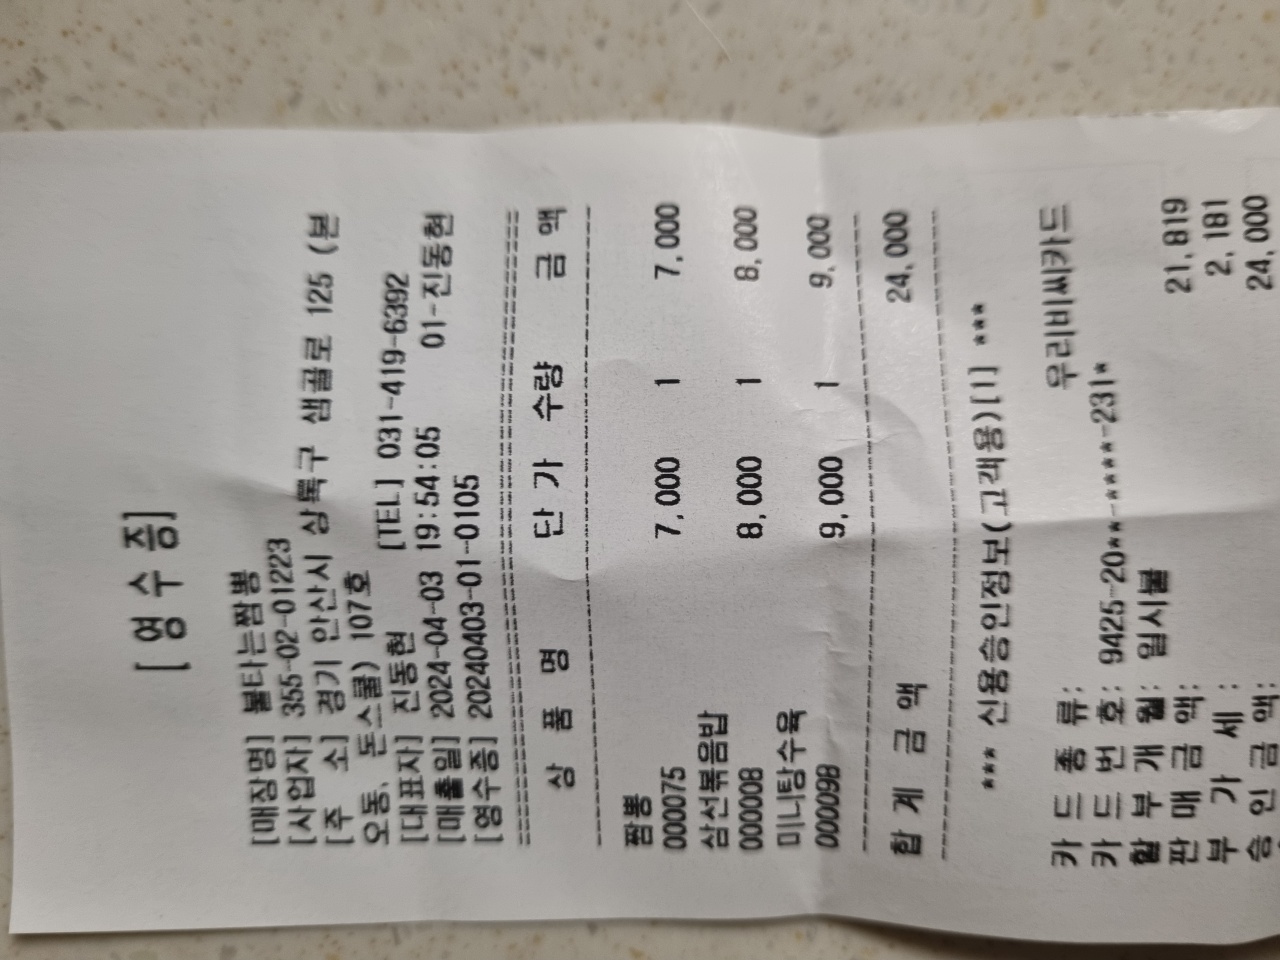 [영 수 증]
[매장명] 불타는짬뽕
[사업자] 355-02-01223
[주 소] 경기 안산시 상록구 샘골로 125 (본
오동, 돈스쿨) 107호
[대표자] 진동현 [TEL] 031-419-6392
[매출일] 2024-04-03 19:54:05 01-진동현
[영수증] 20240403-01-0105
상 품 명 단 가 수량 금 액
짬뽕
000075 7,000 1 7,000
삼선볶음밥
000008 8,000 1 8,000
미니탕수육
000098 9,000 1 9,000
합 계 금 액 24,000
*** 신용승인정보(고객용)[1] ***
카 드 종 류: 우리비씨카드
카 드 번 호: 9425-20**-****-231*
할 부 개 월: 일시불
판 매 금 액: 21,819
부 가 세 : 2,181
승 인 금 액: 24,000